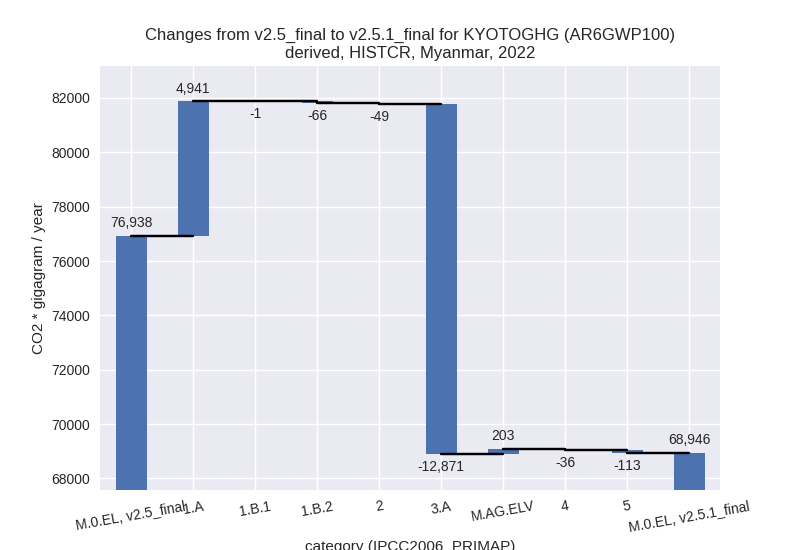 Changes from v2.5_final to v2.5.1_final for KYOTOGHG (AR6GWP100)
derived, HISTCR, Myanmar, 2022
CO2 * gigagram / year
82000
80000
78000
76000
74000
72000
70000
68000
76,938
4,941
-1
-66
-49
-12,871
203
-36
-113
68,946
M.0.EL, v2.5_final
1.A
1.B.1
1.B.2
2
3.A
M.AG.ELV
4
5
M.0.EL, v2.5.1_final
category (IPCC2006_PRIMAP)